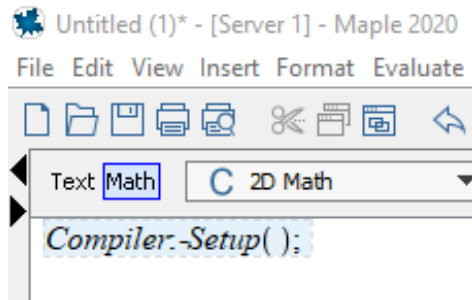 Untitled (1)* - [Server 1] - Maple 2020
File Edit View Insert Format Evaluate
Text Math C 2D Math
Compiler:-Setup( );